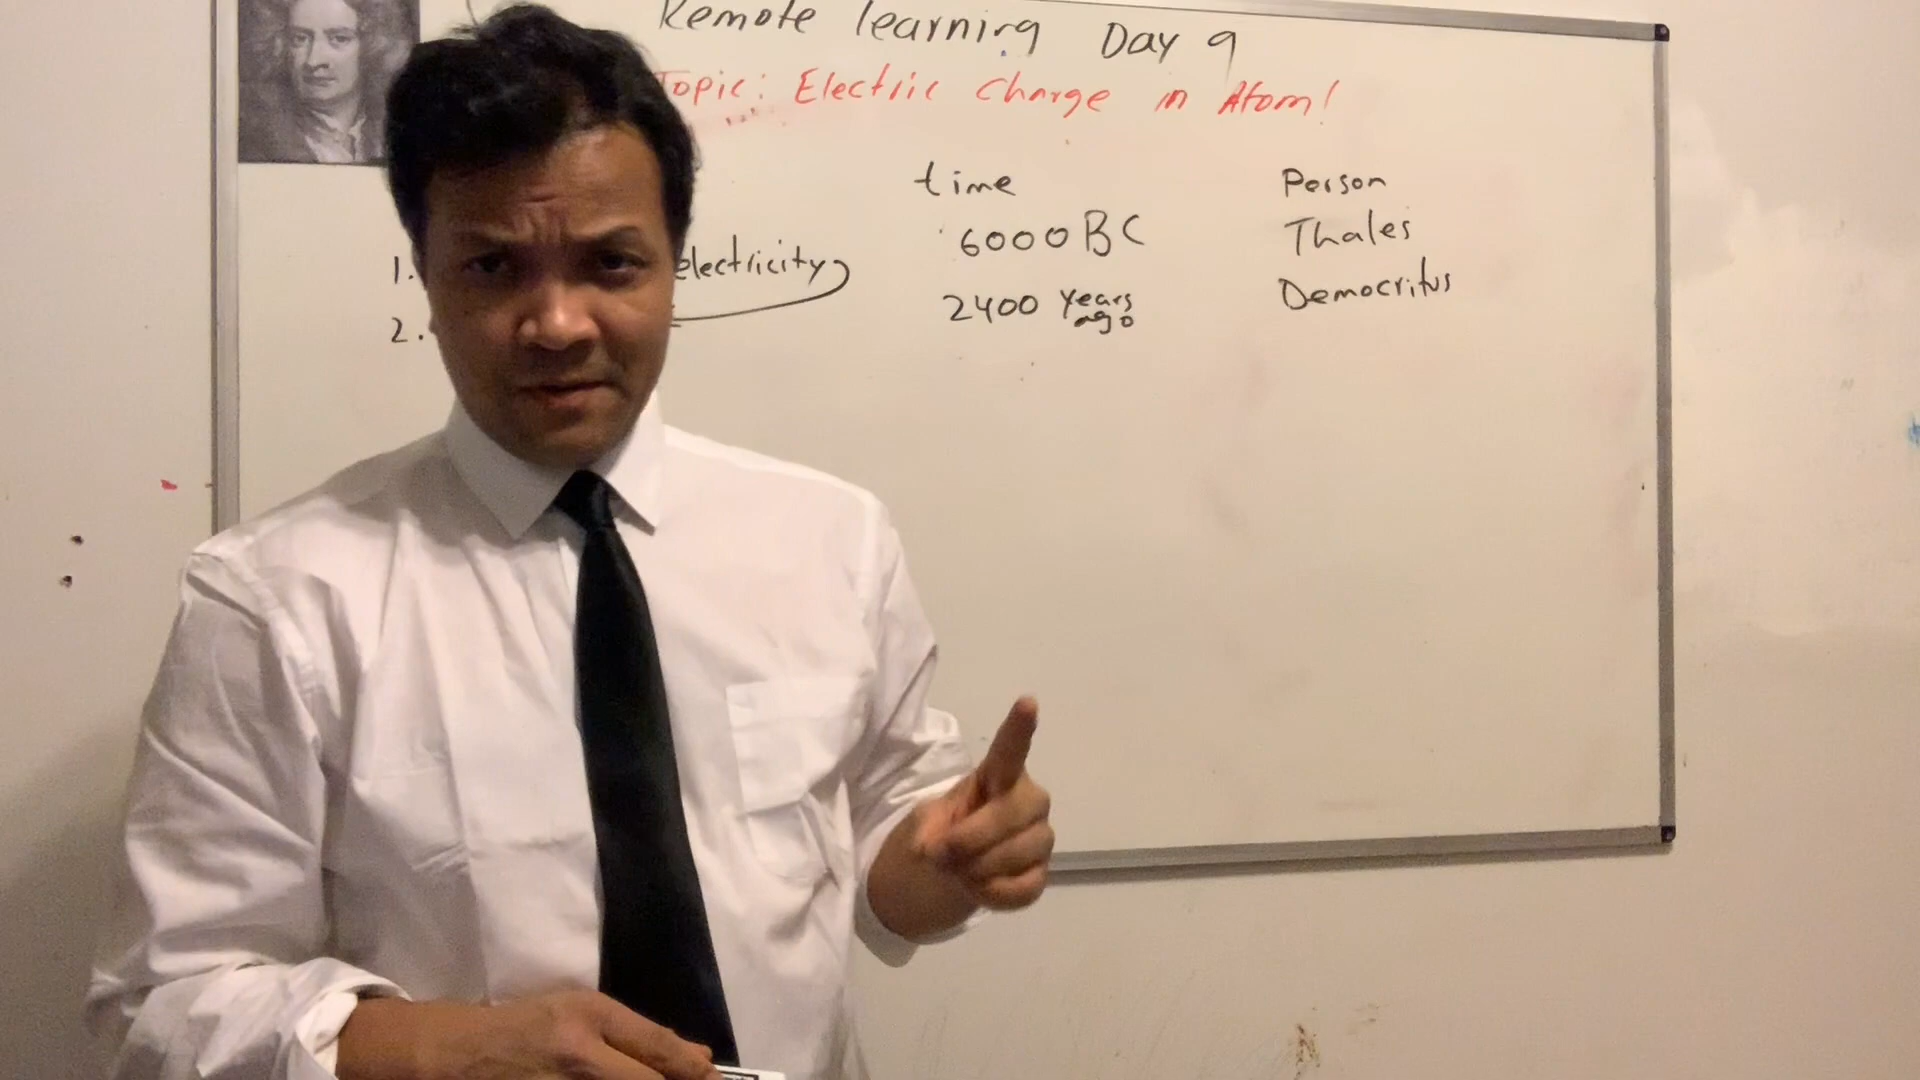 Remote learning Day 9
Topic: Electric Charge in Atom!
time Person
1. electricity 6000 BC Thales
2. 2400 years ago Democritus